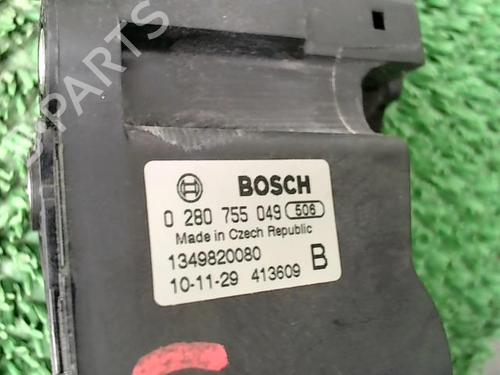 BOSCH
0 280 755 049 506
Made in Czech Republic
1349820080
10-11-29 413609 B
B-PARTS